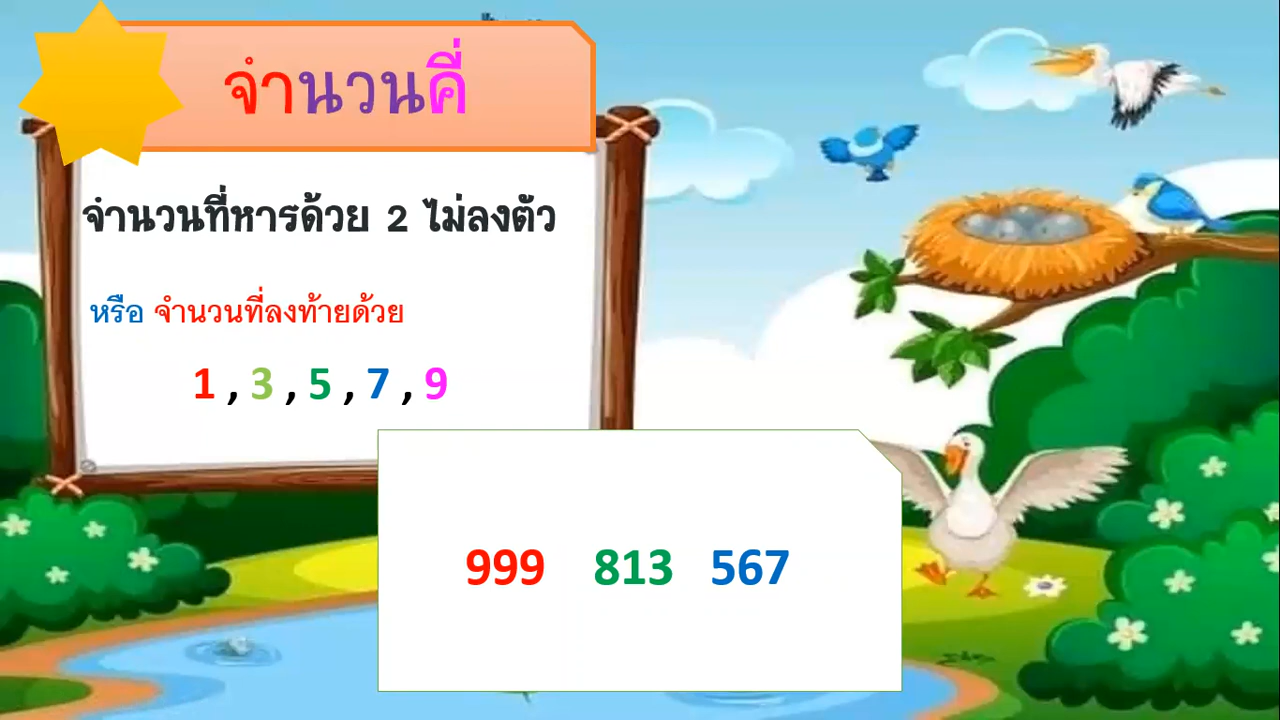 จำนวนคี่
จำนวนที่หารด้วย 2 ไม่ลงตัว
หรือ จำนวนที่ลงท้ายด้วย
1 , 3 , 5 , 7 , 9
999 813 567